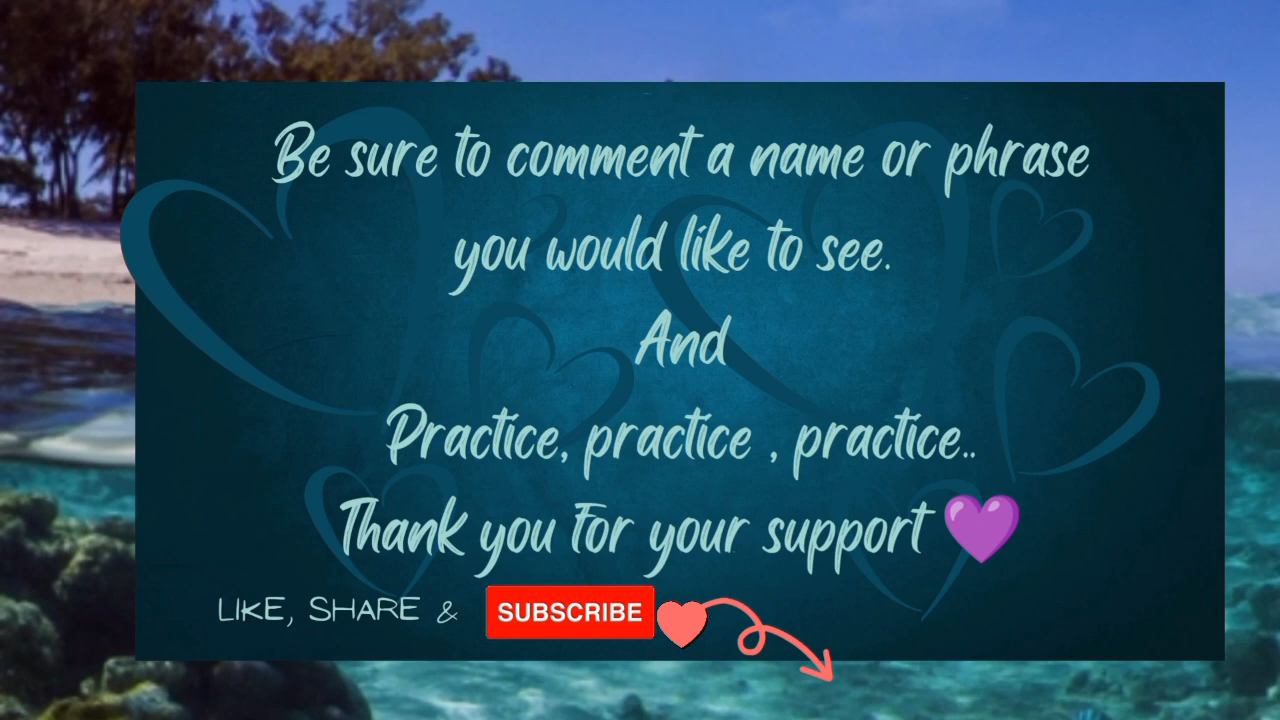 Be sure to comment a name or phrase
you would like to see.
And
Practice, practice , practice..
Thank you for your support 💜
LIKE, SHARE & SUBSCRIBE